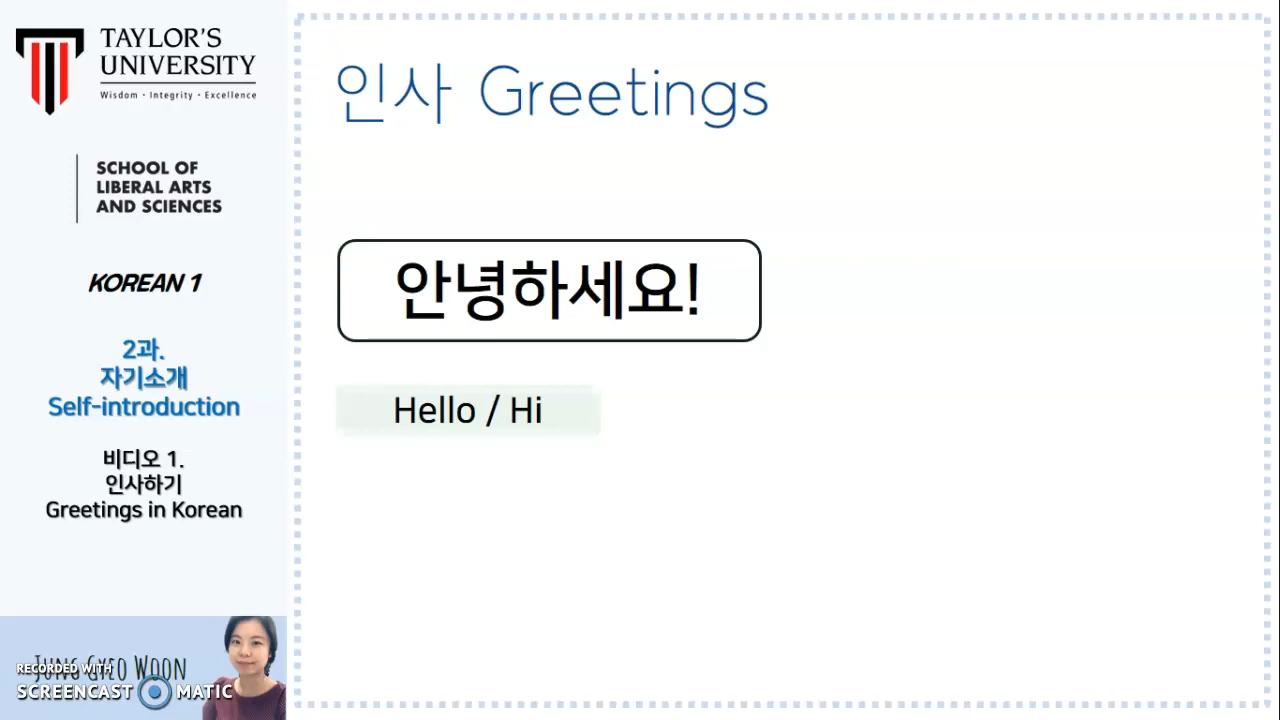 TAYLOR'S
UNIVERSITY
Wisdom · Integrity · Excellence
SCHOOL OF
LIBERAL ARTS
AND SCIENCES
KOREAN 1
2과.
자기소개
Self-introduction
비디오 1.
인사하기
Greetings in Korean
RECORDED WITH
SCREENCAST MATIC
WOON
인사 Greetings
안녕하세요!
Hello / Hi